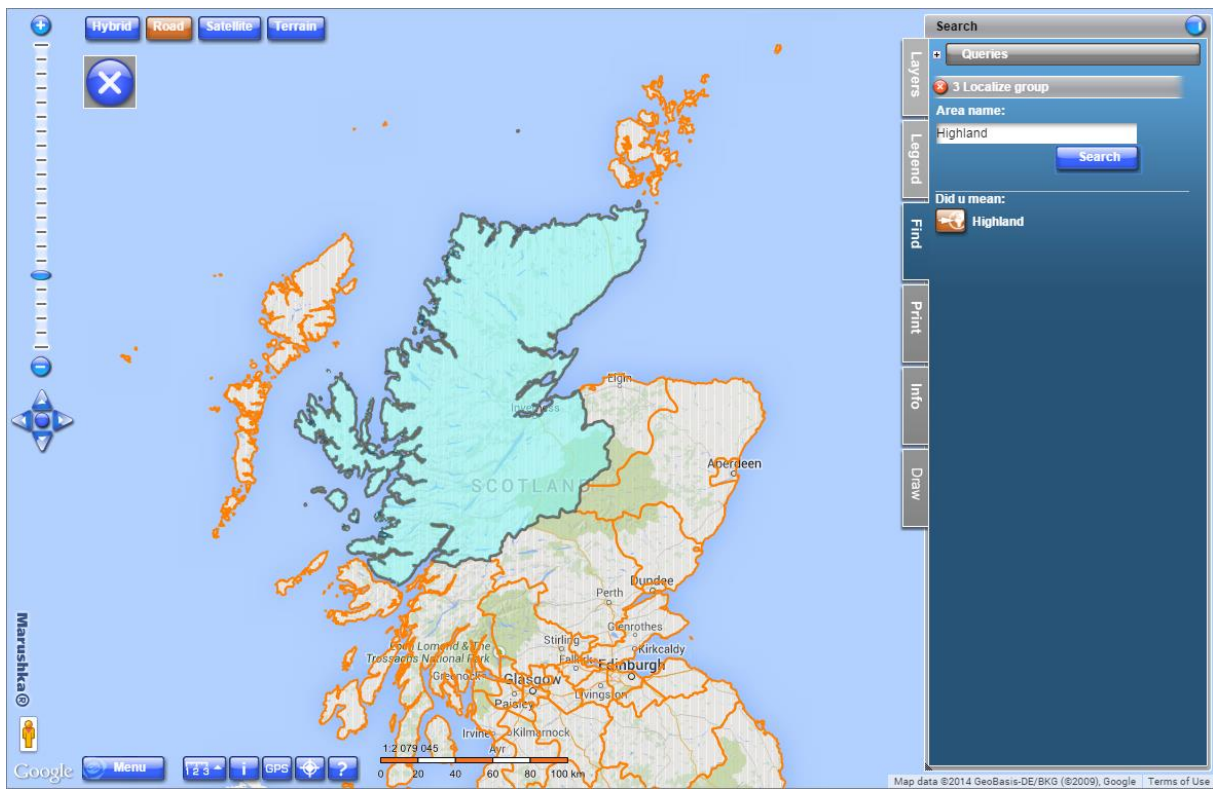 Hybrid
Road
Satellite
Terrain
Search
Queries
3 Localize group
Area name:
Highland
Search
Did u mean:
Highland
Layers
Legend
Find
Print
Info
Draw
Elgin
Inverness
Aberdeen
SCOTLAND
Dundee
Perth
Glenrothes
Stirling
Kirkcaldy
Loch Lomond & The
Trossachs National Park
Falkirk
Edinburgh
Greenock
Glasgow
Livingston
Paisley
Irvine
Kilmarnock
Ayr
1:2 079 045
0 20 40 60 80 100 km
Marushka®
Google
Menu
1 2 3
i
GPS
?
Map data ©2014 GeoBasis-DE/BKG (©2009), Google
Terms of Use